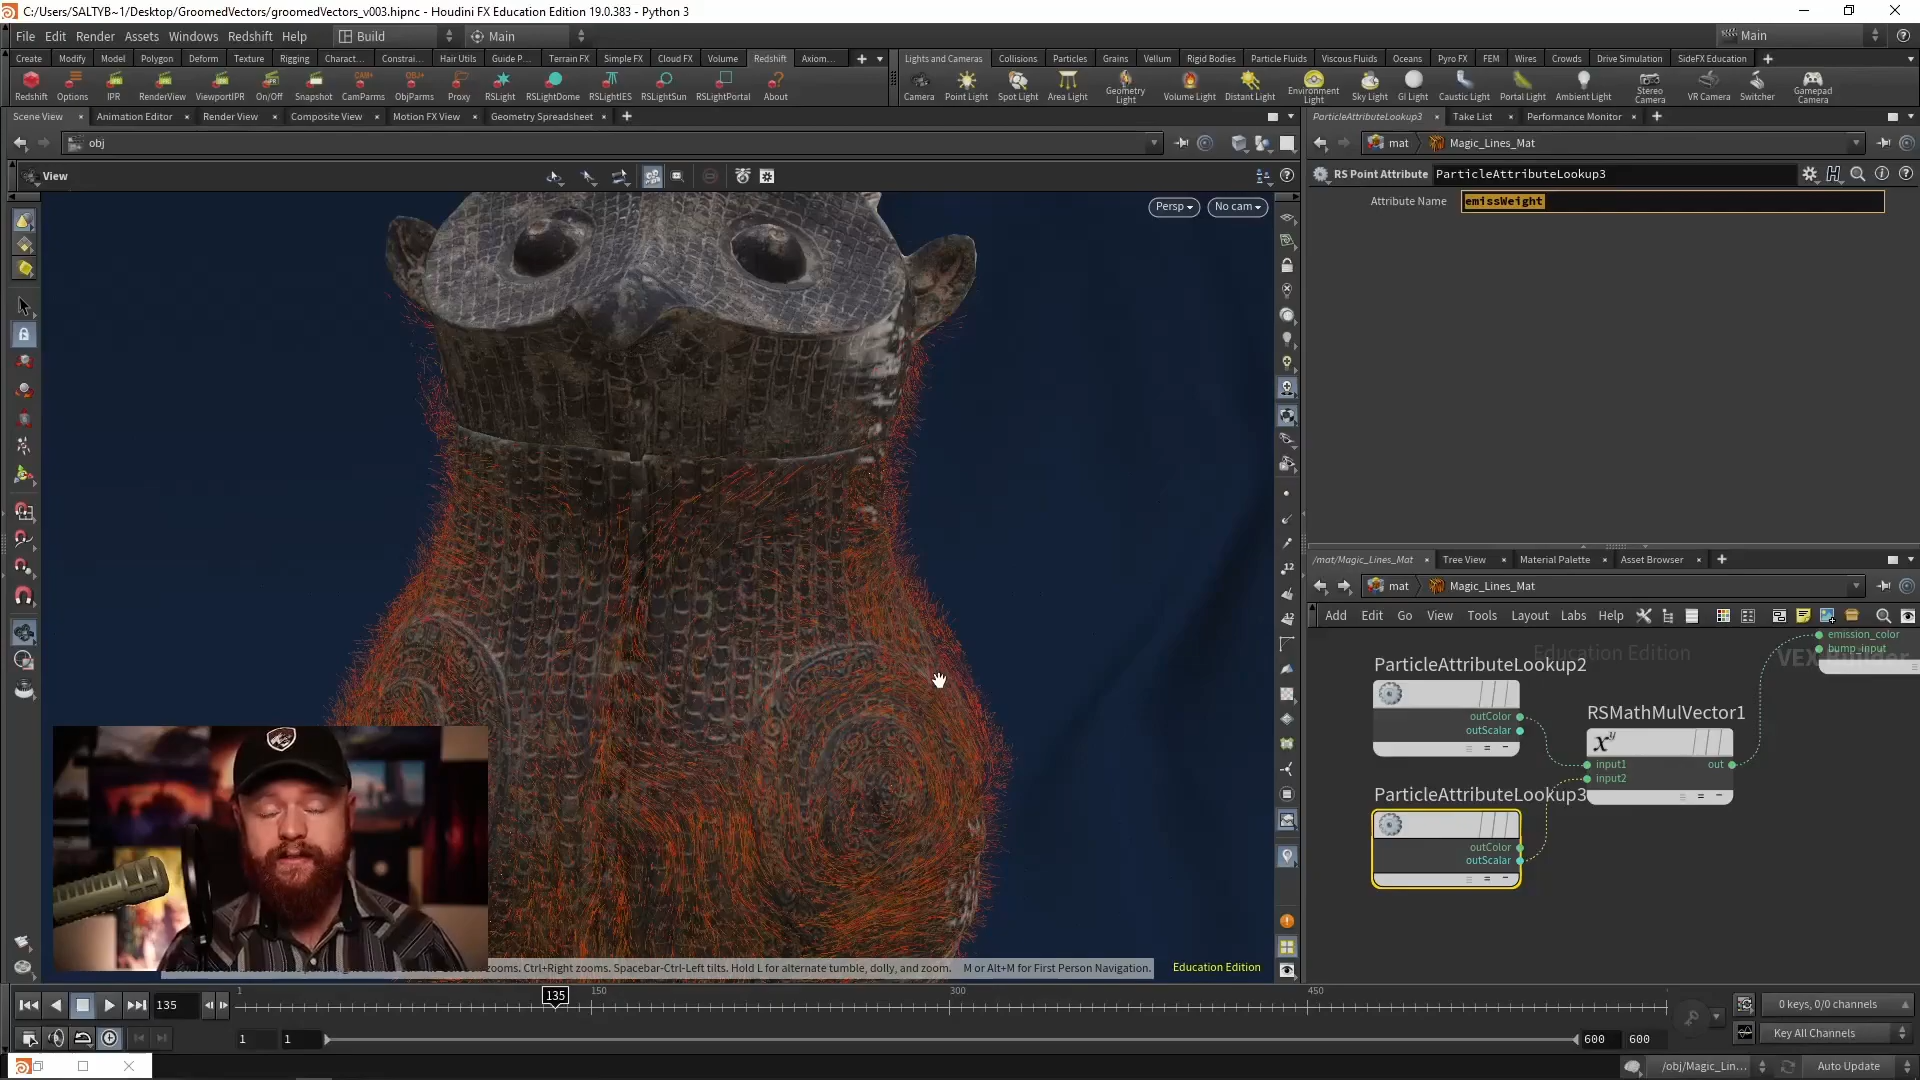 C:/Users/SALTYB~1/Desktop/GroomedVectors/groomedVectors_v003.hipnc - Houdini FX Education Edition 19.0.383 - Python 3
File Edit Render Assets Windows Redshift Help Build Main Main
Create Modify Model Polygon Deform Texture Rigging Charact... Constrai... Hair Utils Guide P... Terrain FX Simple FX Cloud FX Volume Redshift Axiom...
Lights and Cameras Collisions Particles Grains Vellum Rigid Bodies Particle Fluids Viscous Fluids Oceans Pyro FX FEM Wires Crowds Drive Simulation SideFX Education
Redshift Options IPR RenderView ViewportIPR On/Off Snapshot CamParms ObjParms Proxy RSLight RSLightDome RSLightIES RSLightSun RSLightPortal About
Camera Point Light Spot Light Area Light Geometry Light Volume Light Distant Light Environment Light Sky Light GI Light Caustic Light Portal Light Ambient Light Stereo Camera VR Camera Switcher Gamepad Camera
Scene View Animation Editor Render View Composite View Motion FX View Geometry Spreadsheet
ParticleAttributeLookup3 Take List Performance Monitor
obj
mat Magic_Lines_Mat
View
RS Point Attribute ParticleAttributeLookup3
Attribute Name emissWeight
Persp No cam
/mat/Magic_Lines_Mat Tree View Material Palette Asset Browser
mat Magic_Lines_Mat
Add Edit Go View Tools Layout Labs Help
Education Edition
emission_color
bump_input
ParticleAttributeLookup2
outColor
outScalar
RSMathMulVector1
input1 out
input2
ParticleAttributeLookup3
outColor
outScalar
zooms. Ctrl+Right zooms. Spacebar-Ctrl-Left tilts. Hold L for alternate tumble, dolly, and zoom. M or Alt+M for First Person Navigation.
Education Edition
135 1 135 150 300 450
0 keys, 0/0 channels
1 1 600 600
Key All Channels
/obj/Magic_Lin... Auto Update